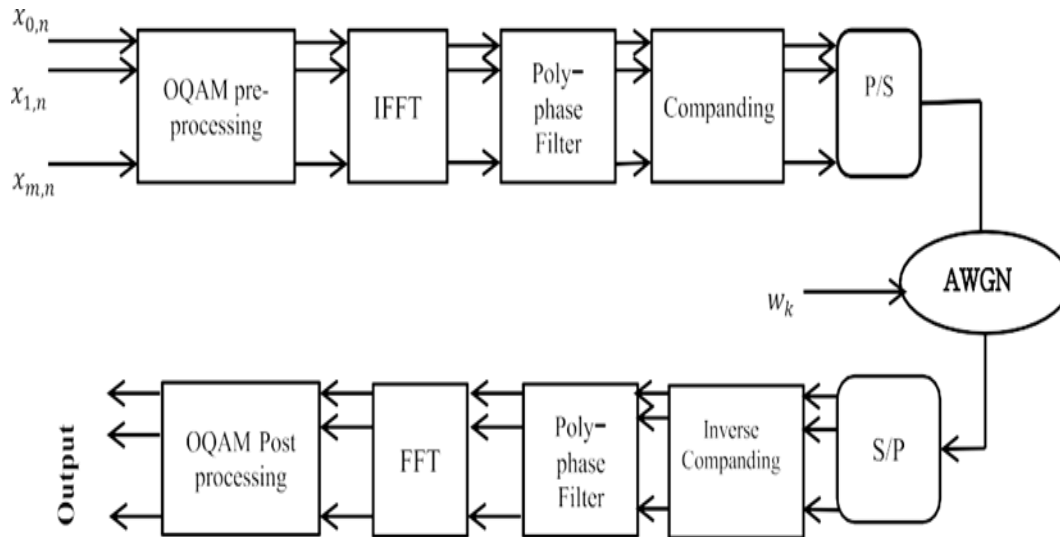 x0,n
x1,n
xm,n
OQAM pre-
processing
IFFT
Poly-
phase
Filter
Companding
P/S
AWGN
wk
S/P
Inverse
Companding
Poly-
phase
Filter
FFT
OQAM Post
processing
Output